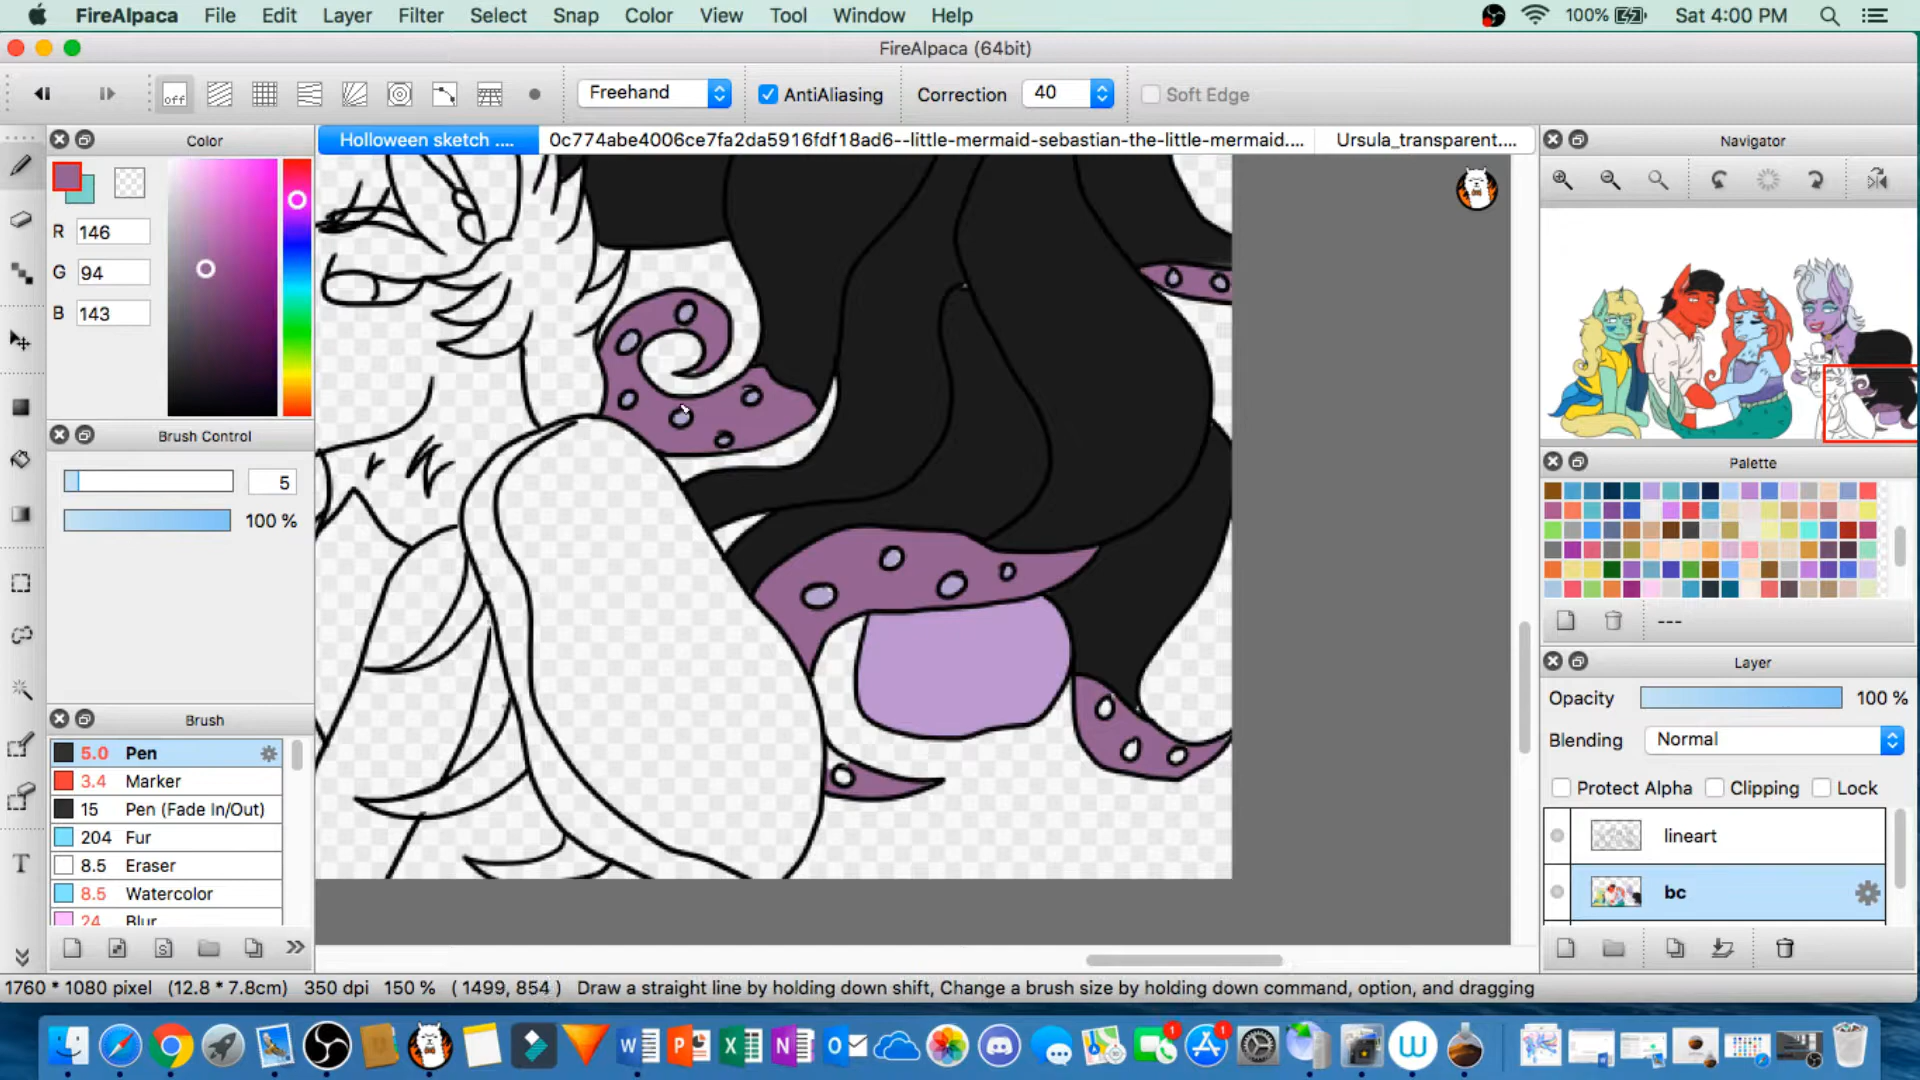 FireAlpaca File Edit Layer Filter Select Snap Color View Tool Window Help 100% Sat 4:00 PM
FireAlpaca (64bit)
off Freehand AntiAliasing Correction 40 Soft Edge
Color Holloween sketch .... 0c774abe4006ce7fa2da5916fdf18ad6--little-mermaid-sebastian-the-little-mermaid.... Ursula_transparent.... Navigator
R 146
G 94
B 143
Brush Control
5
100 %
Palette
---
Layer
Opacity 100 %
Blending Normal
Protect Alpha Clipping Lock
lineart
bc
Brush
5.0 Pen
3.4 Marker
15 Pen (Fade In/Out)
204 Fur
8.5 Eraser
8.5 Watercolor
24 Blur
T
1760 * 1080 pixel (12.8 * 7.8cm) 350 dpi 150 % ( 1499, 854 ) Draw a straight line by holding down shift, Change a brush size by holding down command, option, and dragging
1 1